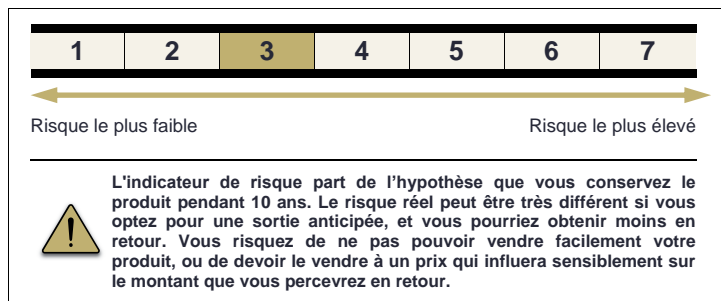 1 2 3 4 5 6 7
Risque le plus faible Risque le plus élevé
L'indicateur de risque part de l’hypothèse que vous conservez le
produit pendant 10 ans. Le risque réel peut être très différent si vous
optez pour une sortie anticipée, et vous pourriez obtenir moins en
retour. Vous risquez de ne pas pouvoir vendre facilement votre
produit, ou de devoir le vendre à un prix qui influera sensiblement sur
le montant que vous percevrez en retour.